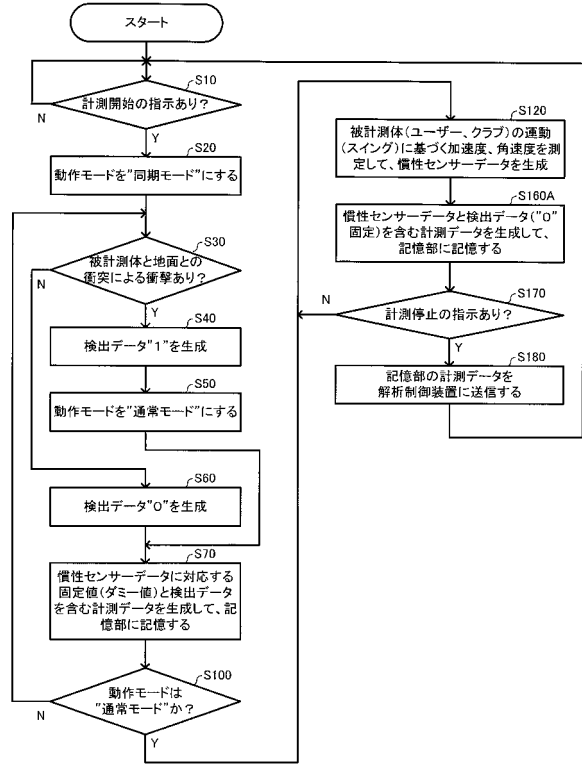 スタート
S10
計測開始の指示あり?
N
Y
S20
動作モードを"同期モード"にする
S30
被計測体と地面との
衝突による衝撃あり?
N
Y
S40
検出データ"1"を生成
S50
動作モードを"通常モード"にする
S60
検出データ"0"を生成
S70
慣性センサーデータに対応する
固定値(ダミー値)と検出データ
を含む計測データを生成して、記
憶部に記憶する
S100
動作モードは
"通常モード"か?
N
Y
S120
被計測体(ユーザー、クラブ)の運動
(スイング)に基づく加速度、角速度を測
定して、慣性センサーデータを生成
S160A
慣性センサーデータと検出データ("0"
固定)を含む計測データを生成して、
記憶部に記憶する
S170
計測停止の指示あり?
N
Y
S180
記憶部の計測データを
解析制御装置に送信する